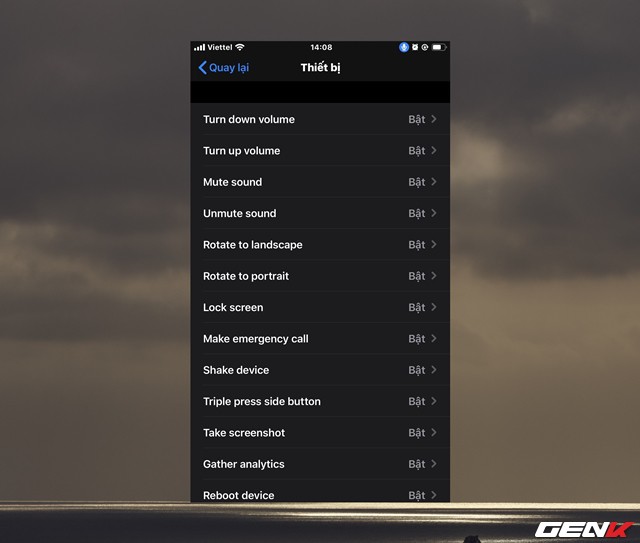 Viettel 14:08
Quay lại Thiết bị
Turn down volume Bật
Turn up volume Bật
Mute sound Bật
Unmute sound Bật
Rotate to landscape Bật
Rotate to portrait Bật
Lock screen Bật
Make emergency call Bật
Shake device Bật
Triple press side button Bật
Take screenshot Bật
Gather analytics Bật
Reboot device Bật
GENK